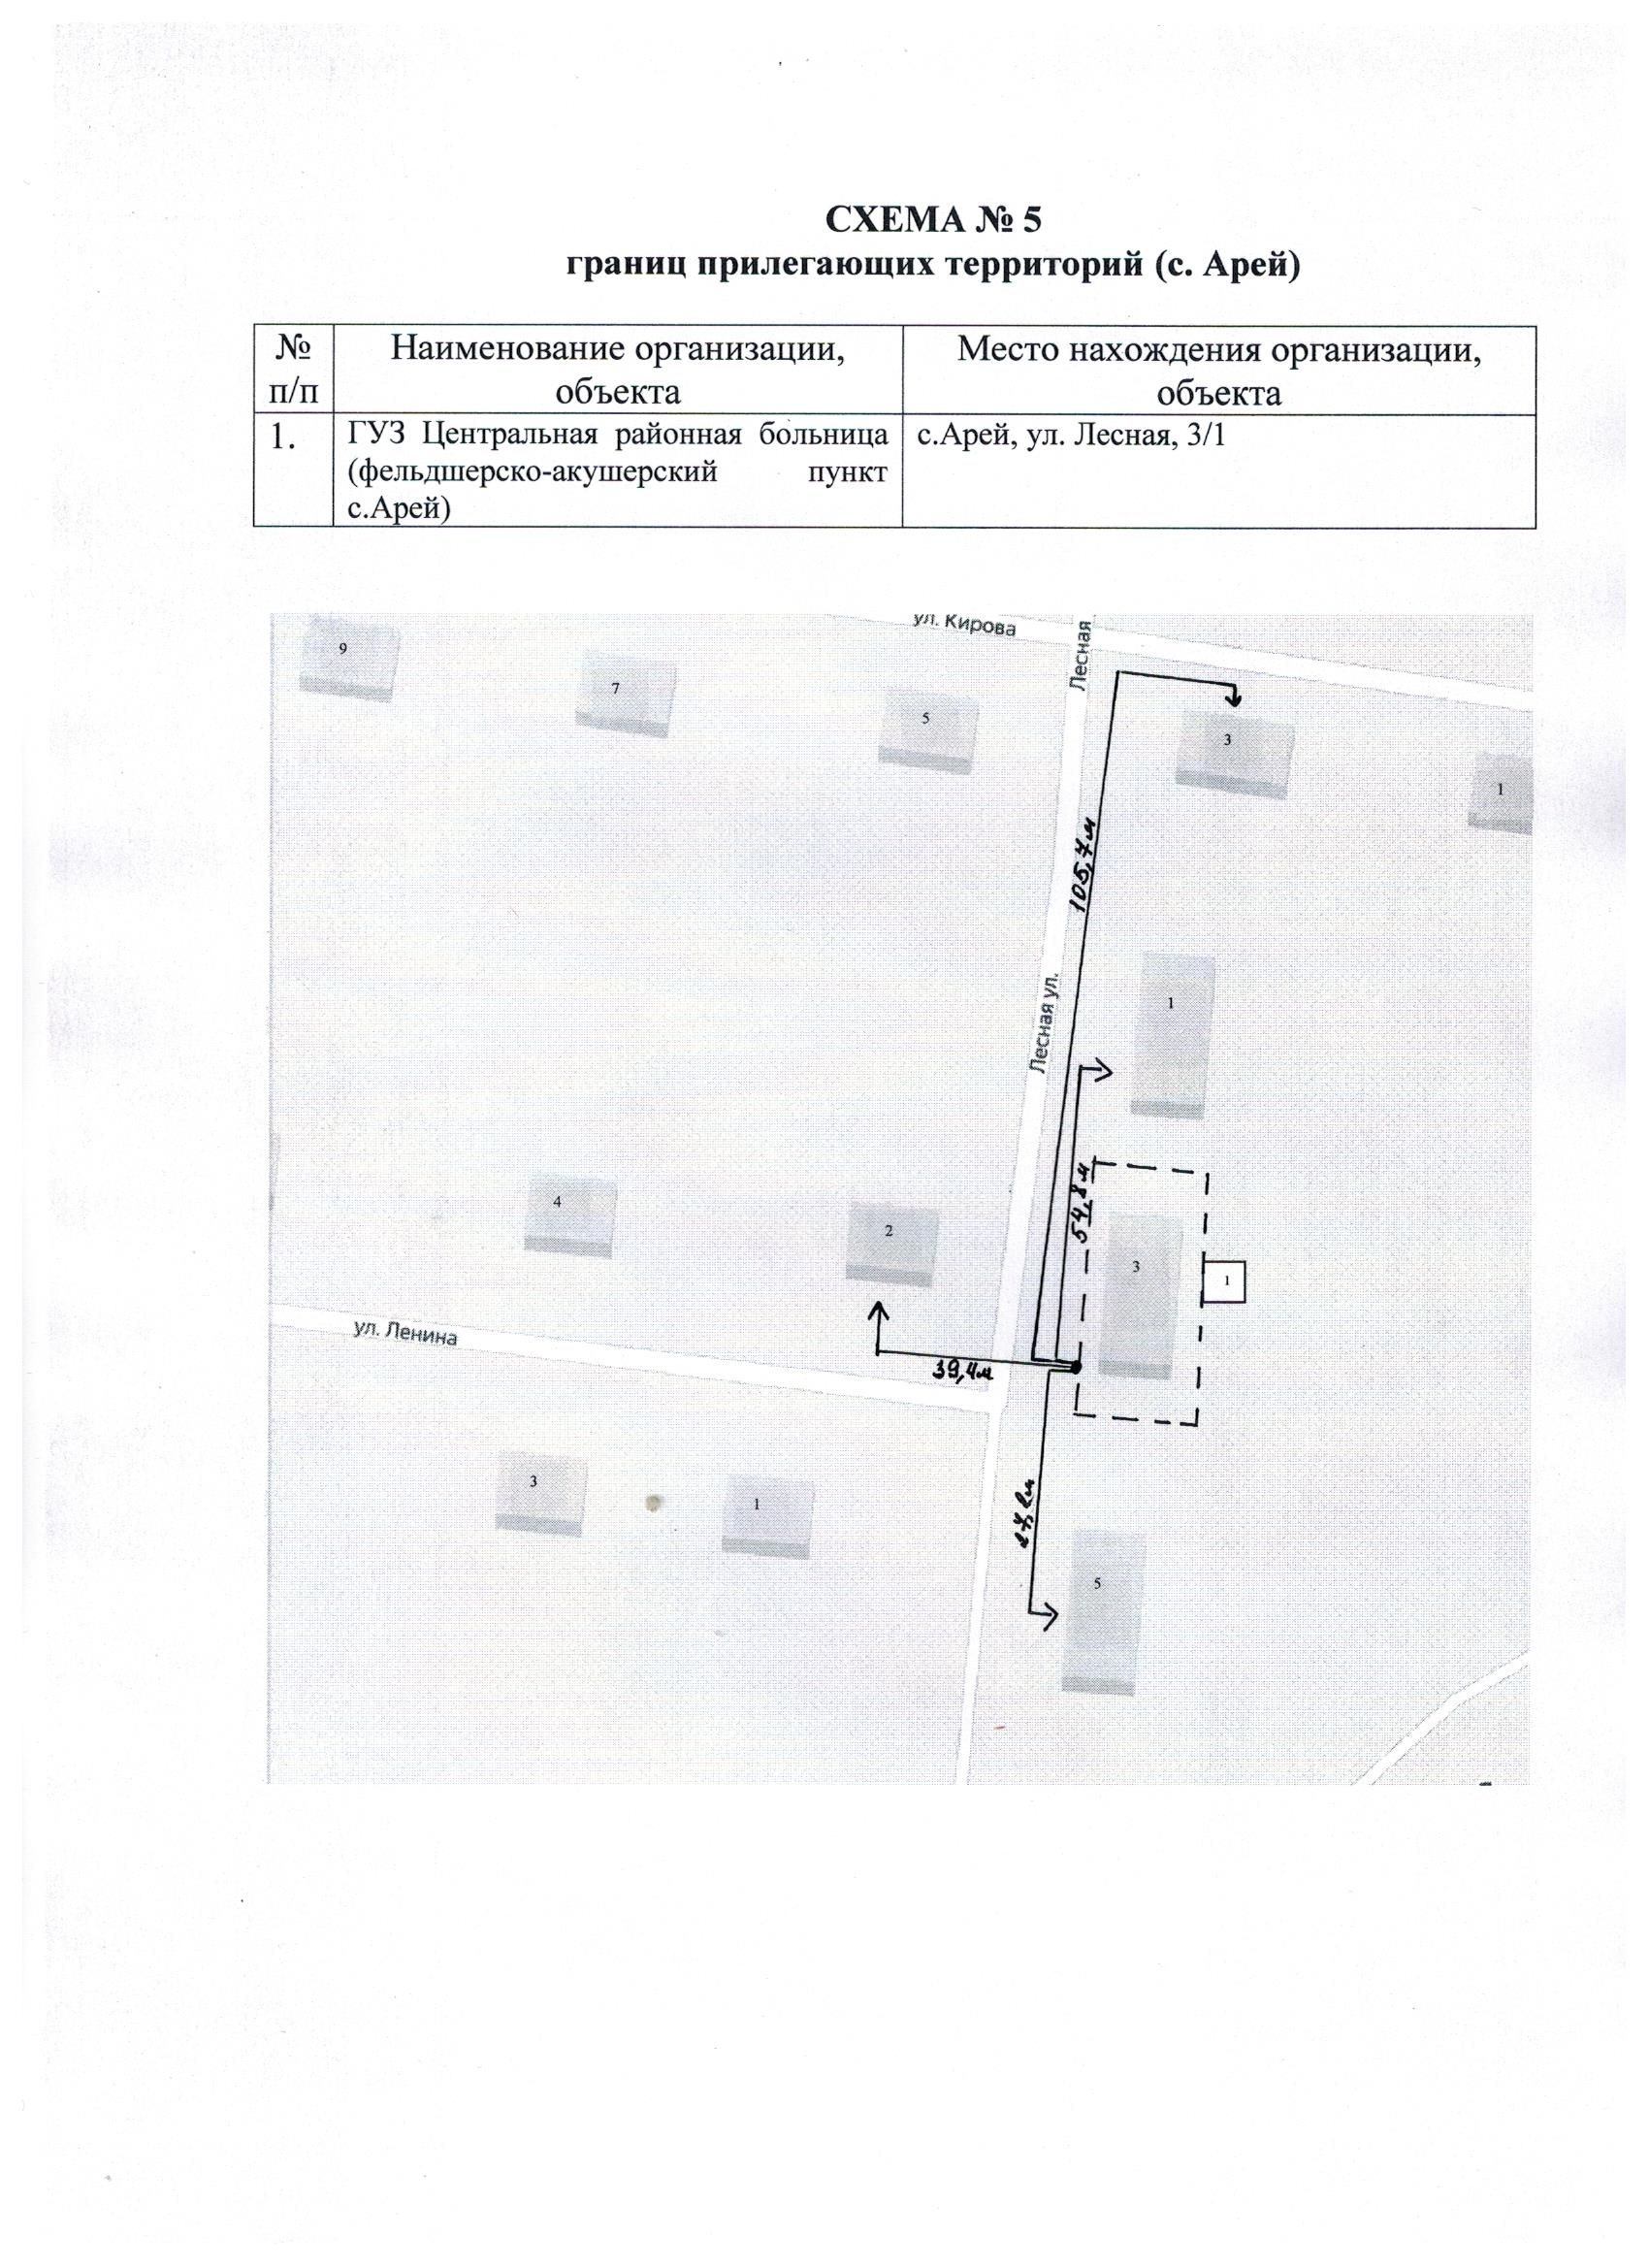 СХЕМА № 5
границ прилегающих территорий (с. Арей)
№ п/п
Наименование организации, объекта
Место нахождения организации, объекта
1.
ГУЗ Центральная районная больница
(фельдшерско-акушерский пункт
с.Арей)
с.Арей, ул. Лесная, 3/1
ул. Кирова
Лесная
9
7
5
3
1
105,7м
Лесная ул.
1
54,8м
4
2
3
1
ул. Ленина
39,4м
3
1
5